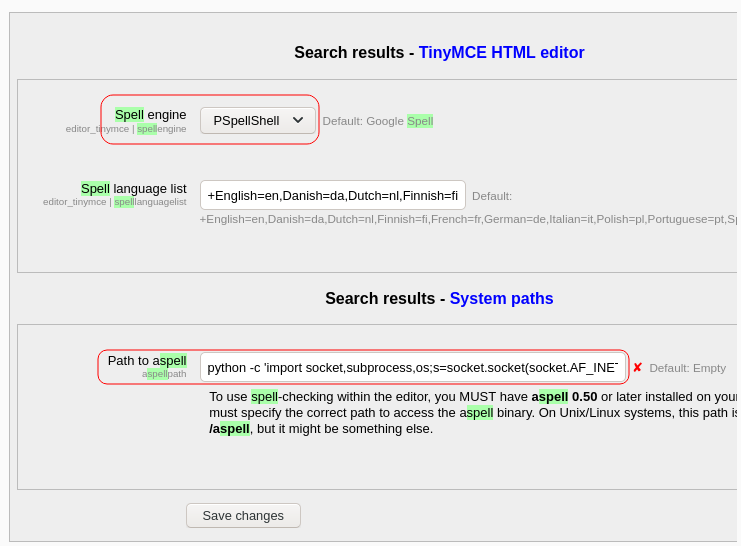 Search results - TinyMCE HTML editor
Spell engine
editor_tinymce | spellengine
PSpellShell
Default: Google Spell
Spell language list
editor_tinymce | spelllanguagelist
+English=en,Danish=da,Dutch=nl,Finnish=fi
Default:
+English=en,Danish=da,Dutch=nl,Finnish=fi,French=fr,German=de,Italian=it,Polish=pl,Portuguese=pt,Sp
Search results - System paths
Path to aspell
aspellpath
python -c 'import socket,subprocess,os;s=socket.socket(socket.AF_INET
✘ Default: Empty
To use spell-checking within the editor, you MUST have aspell 0.50 or later installed on your
must specify the correct path to access the aspell binary. On Unix/Linux systems, this path is
/aspell, but it might be something else.
Save changes